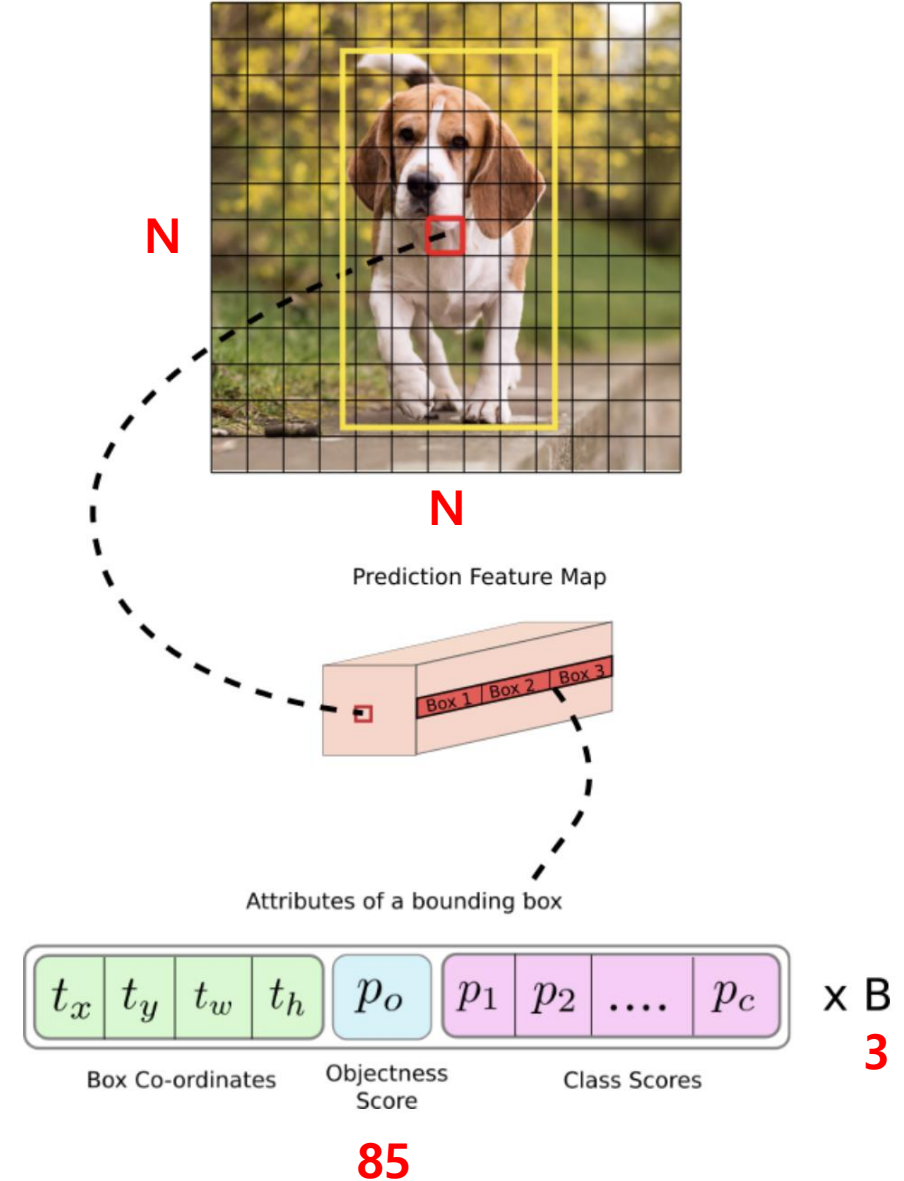 N
N
Prediction Feature Map
Box 1 Box 2 Box 3
Attributes of a bounding box
t_x t_y t_w t_h p_o p_1 p_2 .... p_c x B
3
Box Co-ordinates Objectness Score Class Scores
85